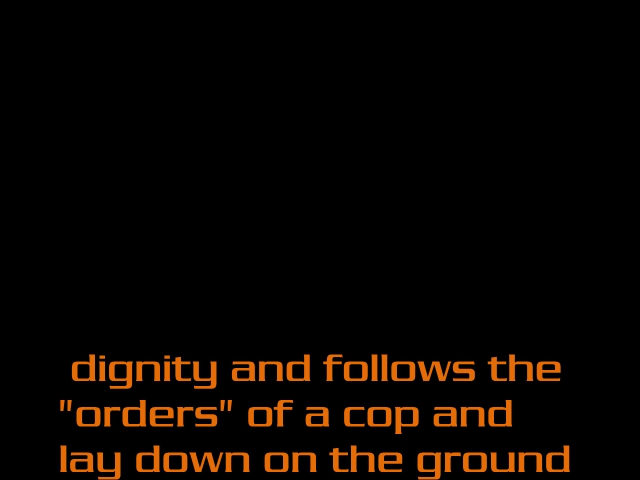 dignity and follows the
"orders" of a cop and
lay down on the ground